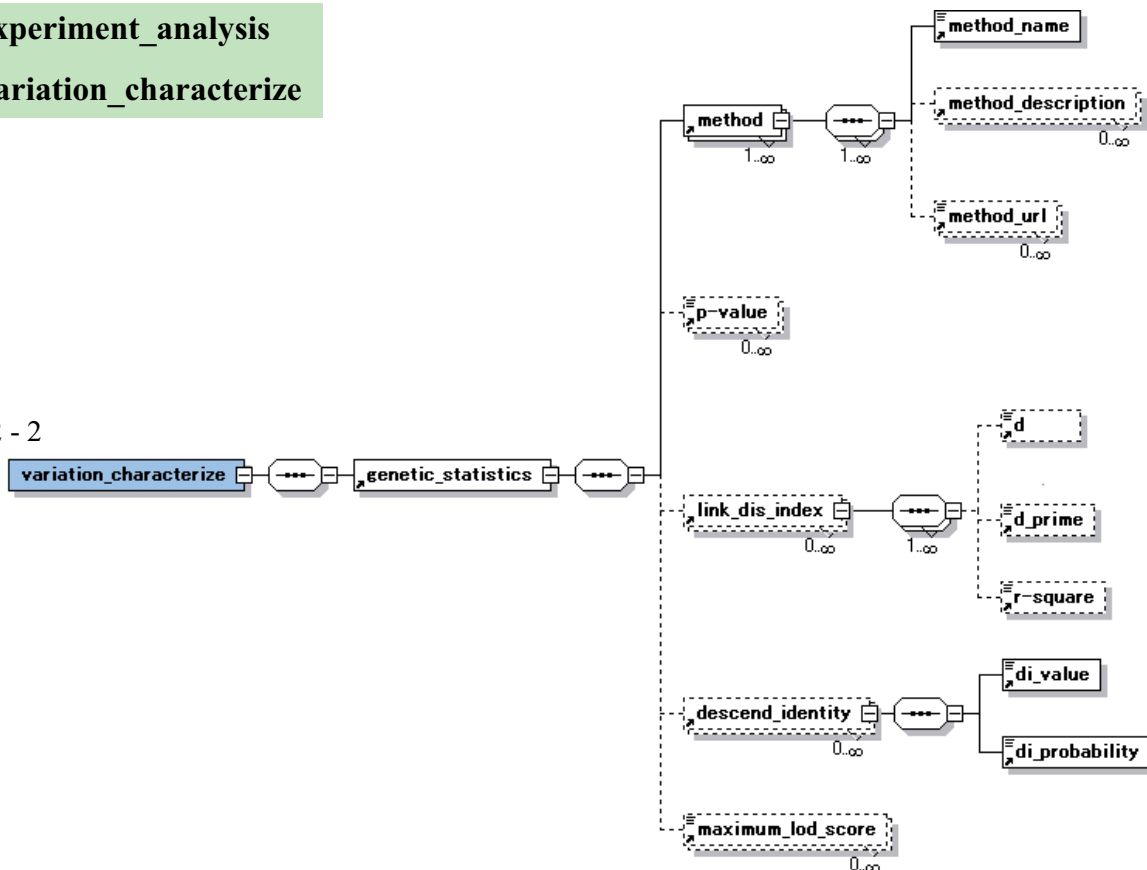 xperiment_analysis
ariation_characterize
method_name
method_description
0..∞
method
1..∞
1..∞
method_url
0..∞
p-value
0..∞
- 2
d
variation_characterize
genetic_statistics
link_dis_index
0..∞
1..∞
d_prime
r-square
di_value
descend_identity
0..∞
di_probability
maximum_lod_score
0..∞